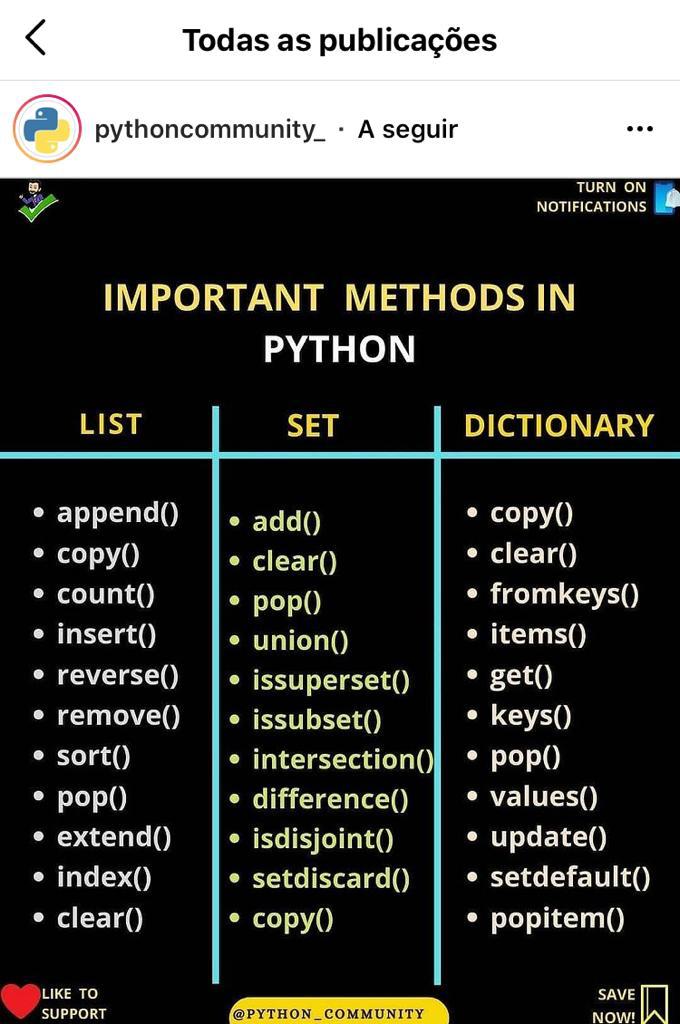 Todas as publicações
pythoncommunity_ · A seguir
TURN ON
NOTIFICATIONS
IMPORTANT METHODS IN
PYTHON
LIST
• append()
• copy()
• count()
• insert()
• reverse()
• remove()
• sort()
• pop()
• extend()
• index()
• clear()
SET
• add()
• clear()
• pop()
• union()
• issuperset()
• issubset()
• intersection()
• difference()
• isdisjoint()
• setdiscard()
• copy()
DICTIONARY
• copy()
• clear()
• fromkeys()
• items()
• get()
• keys()
• pop()
• values()
• update()
• setdefault()
• popitem()
LIKE TO
SUPPORT
@PYTHON_COMMUNITY
SAVE
NOW!